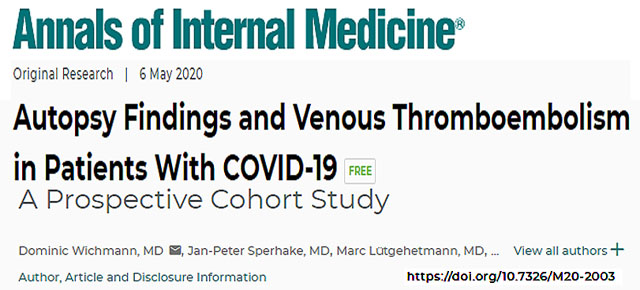 Annals of Internal Medicine®
Original Research | 6 May 2020
Autopsy Findings and Venous Thromboembolism
in Patients With COVID-19 FREE
A Prospective Cohort Study
Dominic Wichmann, MD, Jan-Peter Sperhake, MD, Marc Lütgehetmann, MD, ... View all authors +
Author, Article and Disclosure Information https://doi.org/10.7326/M20-2003